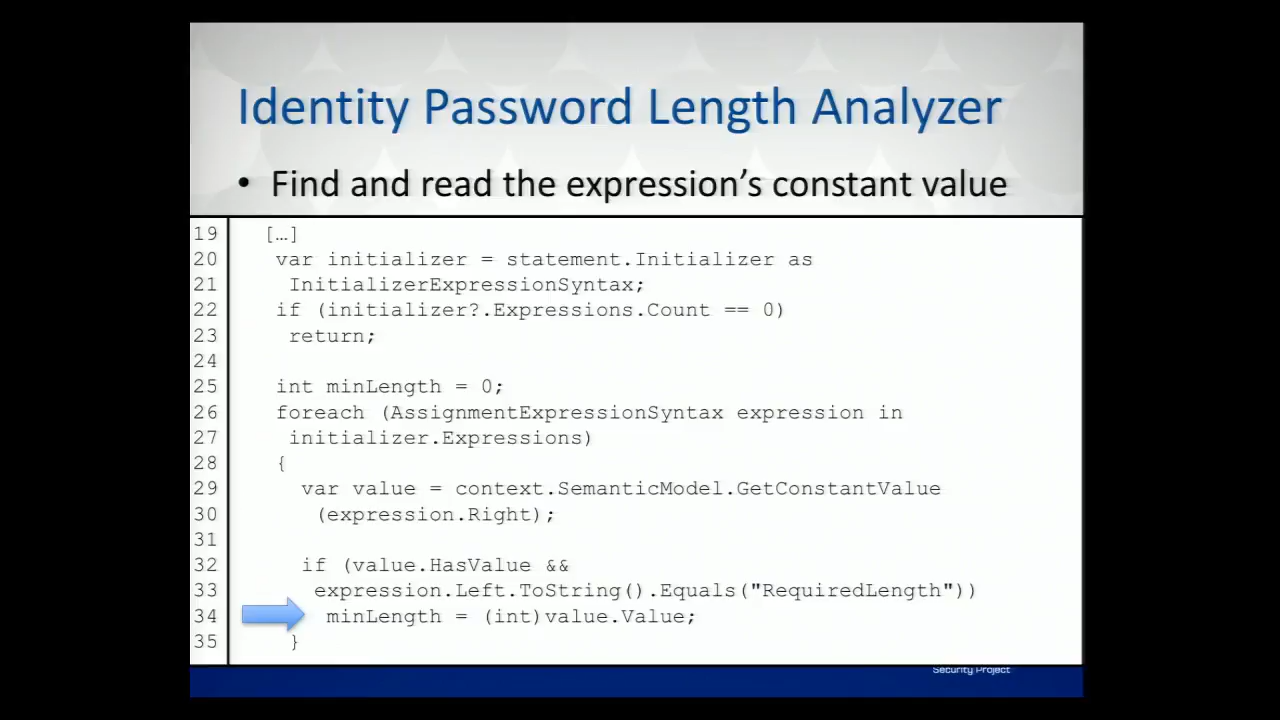 Identity Password Length Analyzer
• Find and read the expression’s constant value
19 […]
20 var initializer = statement.Initializer as
21 InitializerExpressionSyntax;
22 if (initializer?.Expressions.Count == 0)
23 return;
24
25 int minLength = 0;
26 foreach (AssignmentExpressionSyntax expression in
27 initializer.Expressions)
28 {
29 var value = context.SemanticModel.GetConstantValue
30 (expression.Right);
31
32 if (value.HasValue &&
33 expression.Left.ToString().Equals("RequiredLength"))
34 minLength = (int)value.Value;
35 }
Security Project